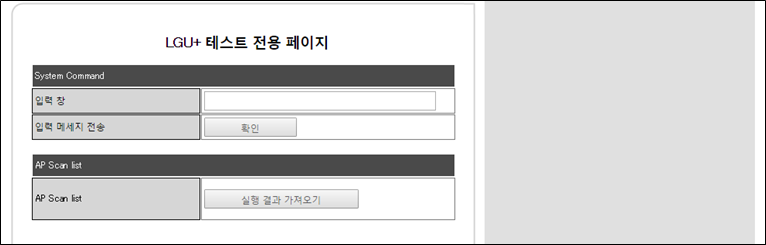 LGU+ 테스트 전용 페이지
System Command
입력 창
입력 메세지 전송 확인
AP Scan list
AP Scan list 실행 결과 가져오기